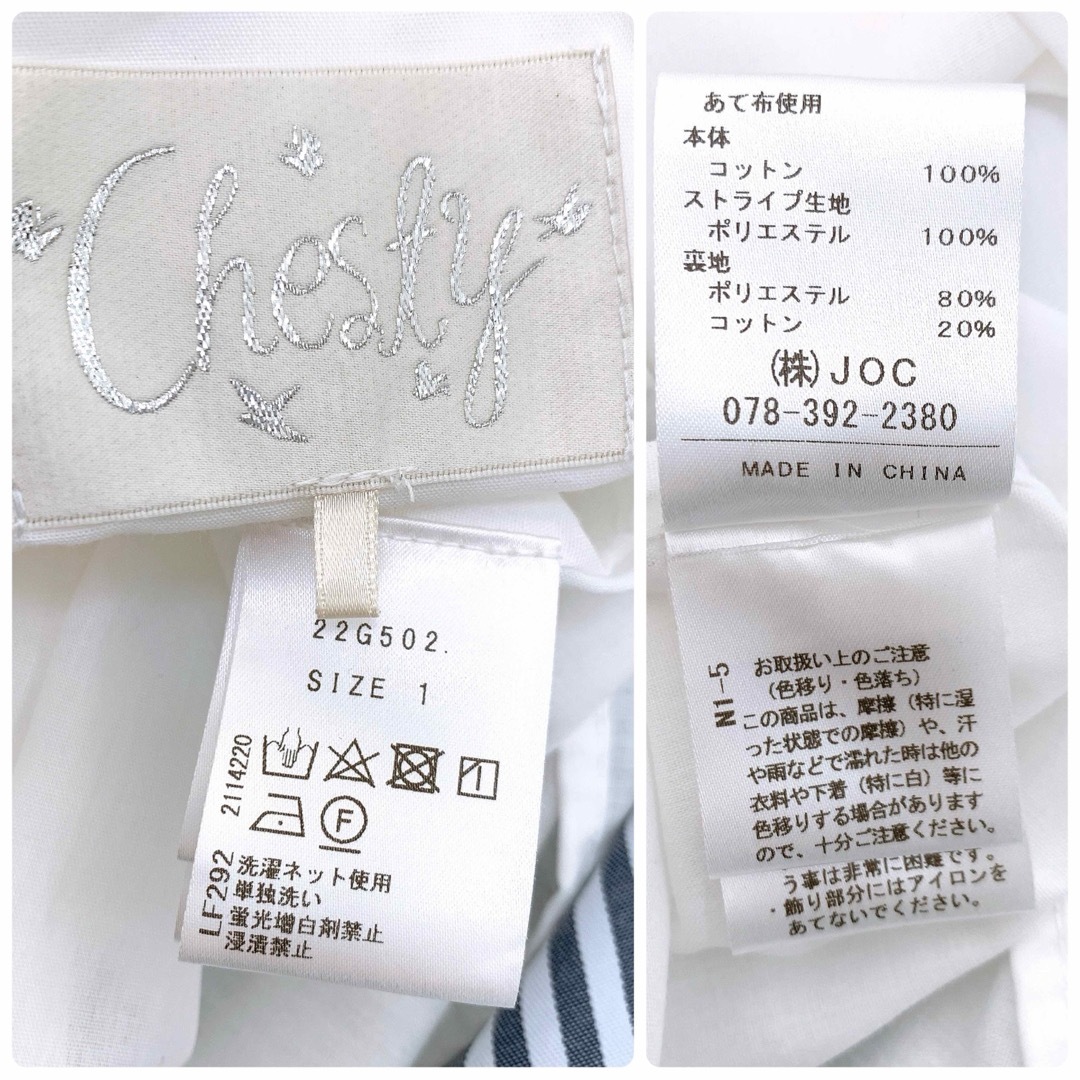 Chesty
22G502.
SIZE 1
2114220
F
LF292
洗濯ネット使用
単独洗い
蛍光増白剤禁止
浸漬禁止
あて布使用
本体
コットン 100%
ストライプ生地
ポリエステル 100%
裏地
ポリエステル 80%
コットン 20%
(株)JOC
078-392-2380
MADE IN CHINA
N1-5
お取扱い上のご注意
(色移り・色落ち)
この商品は、摩擦(特に湿
った状態での摩擦)や、汗
や雨などで濡れた時は他の
衣料や下着(特に白)等に
色移りする場合があります
ので、十分ご注意ください。
う事は非常に困難です。
・飾り部分にはアイロンを
あてないでください。